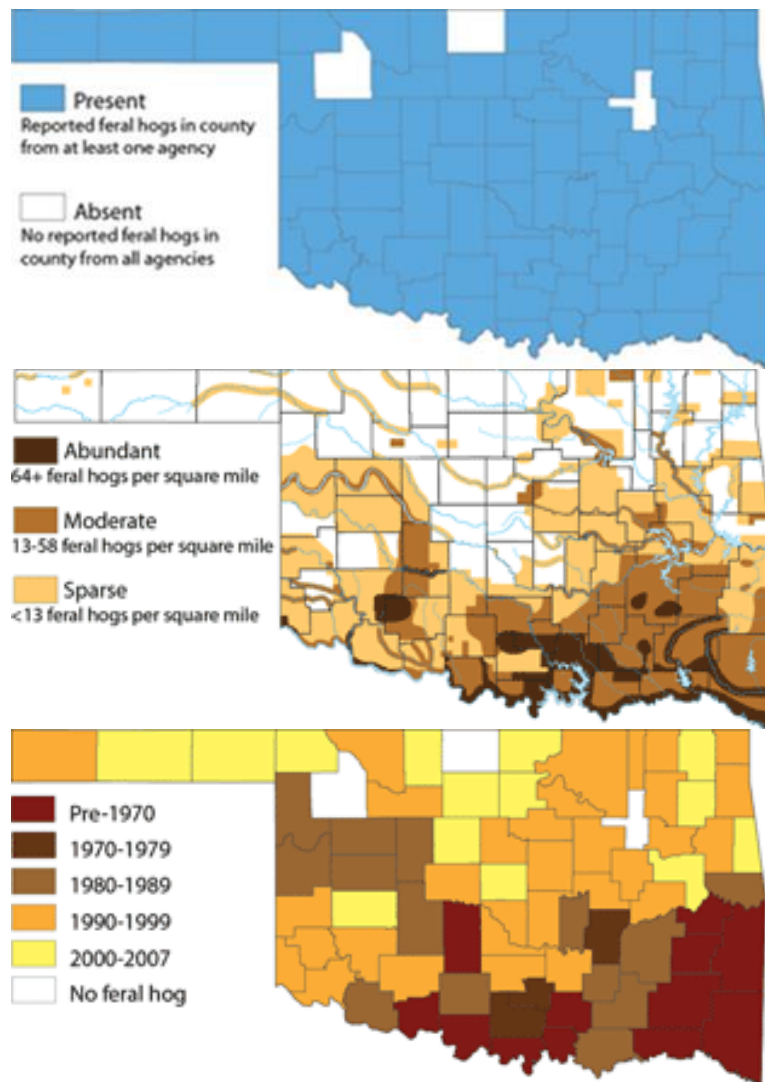 Present
Reported feral hogs in county
from at least one agency
Absent
No reported feral hogs in
county from all agencies
Abundant
64+ feral hogs per square mile
Moderate
13-58 feral hogs per square mile
Sparse
<13 feral hogs per square mile
Pre-1970
1970-1979
1980-1989
1990-1999
2000-2007
No feral hog